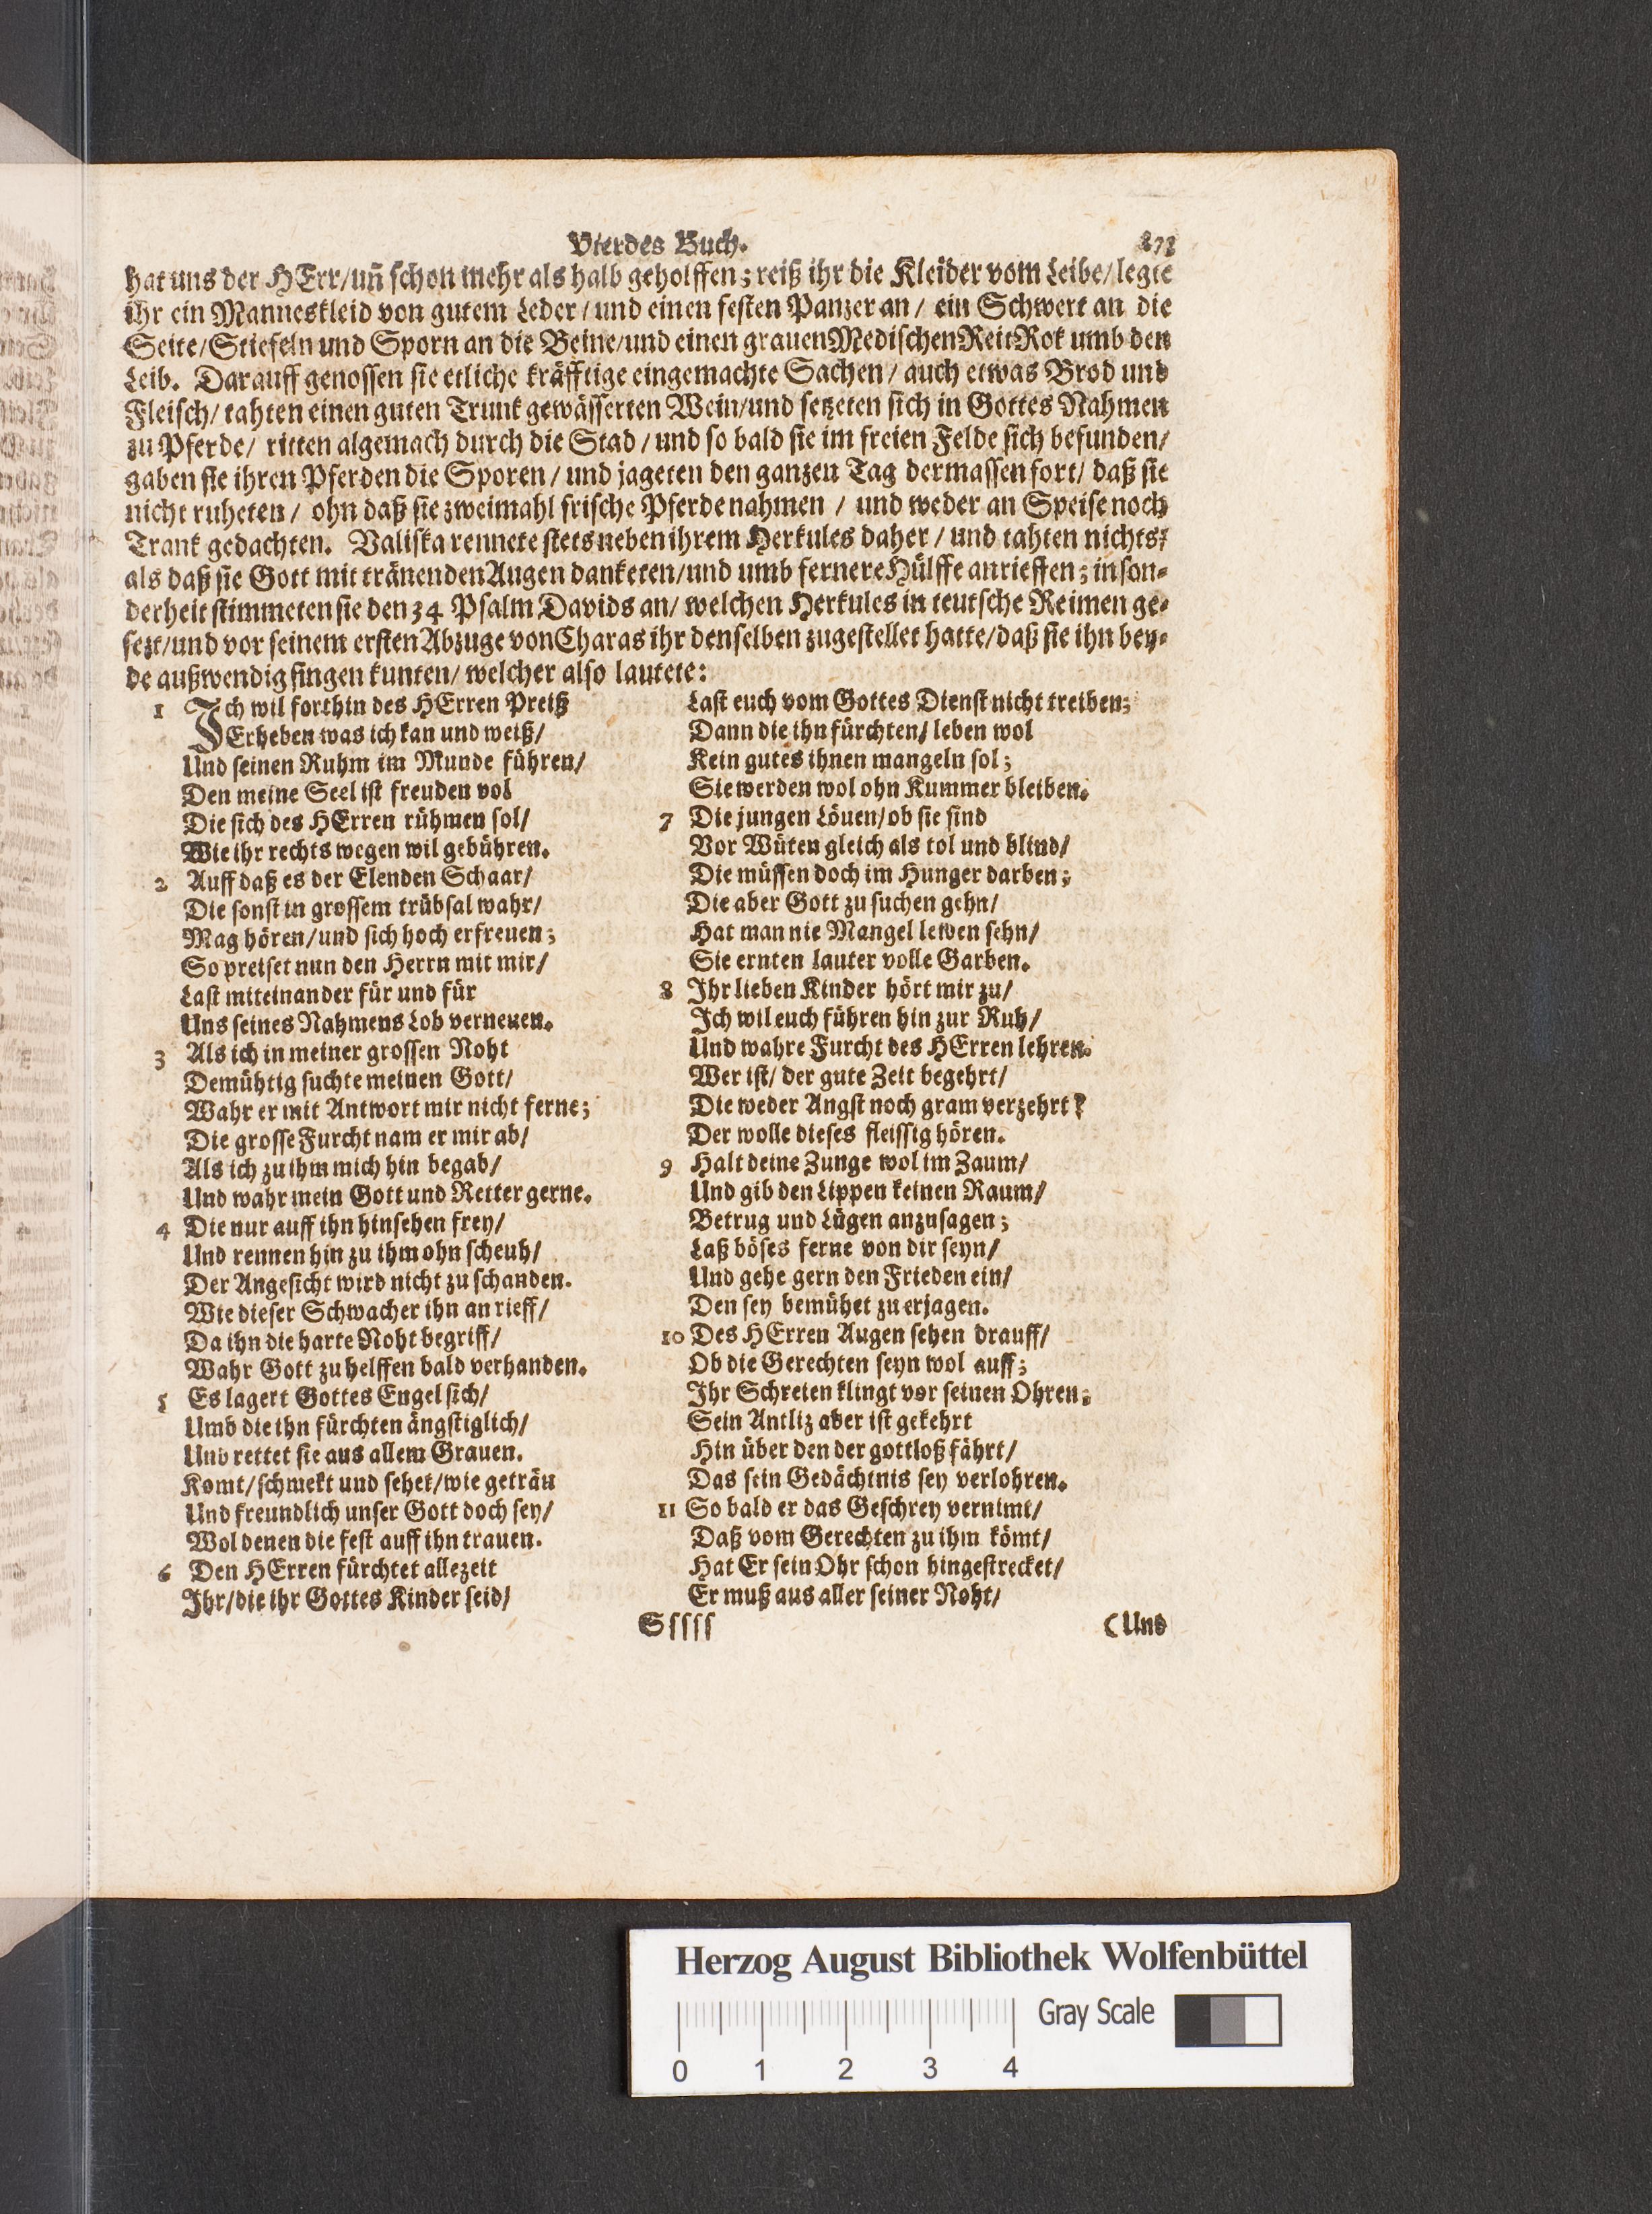 Vierdes Buch. 873
hat uns der HErr/uñ schon mehr als halb geholffen; reiß ihr die Kleider vom Leibe/legte
ihr ein Manneskleid von gutem Leder/und einen festen Panzer an/ ein Schwert an die
Seite/Stiefeln und Sporn an die Beine/und einen grauen Medischen ReitRok umb den
Leib. Darauff genossen sie etliche kräfftige eingemachte Sachen/ auch etwas Brod und
Fleisch/ tahten einen guten Trunk gewässerten Wein/und setzeten sich in Gottes Nahmen
zu Pferde/ ritten algemach durch die Stad/und so bald sie im freien Felde sich befunden/
gaben sie ihren Pferden die Sporen/ und jageten den ganzen Tag dermassen fort/ daß sie
nicht ruheten/ ohn daß sie zweimahl frische Pferde nahmen / und weder an Speise noch
Trank gedachten. Valiska rennete stets neben ihrem Herkules daher/ und tahten nichts/
als daß sie Gott mit tränenden Augen danketen/und umb fernere Hülffe anrieffen; inson-
derheit stimmeten sie den 34 Psalm Davids an/ welchen Herkules in teutsche Reimen ge-
sezt/und vor seinem ersten Abzuge von Charas ihr denselben zugestellet hatte/daß sie ihn bey-
de außwendig singen kunten/ welcher also lautete:
1 Ich wil forthin des HErren Preiß
Erheben was ich kan und weiß/
Und seinen Ruhm im Munde führen/
Den meine Seel ist freuden vol
Die sich des HErren rühmen sol/
Wie ihr rechts wegen wil gebühren.
2 Auff daß es der Elenden Schaar/
Die sonst in grossem trübsal wahr/
Mag hören/und sich hoch erfreuen;
So preiset nun den Herrn mit mir/
Last miteinander für und für
Uns seines Nahmens Lob verneuen.
3 Als ich in meiner grossen Noht
Demühtig suchte meinen Gott/
Wahr er mit Antwort mir nicht ferne;
Die grosse Furcht nam er mir ab/
Als ich zu ihm mich hin begab/
Und wahr mein Gott und Retter gerne.
4 Die nur auff ihn hinsehen frey/
Und rennen hin zu ihm ohn scheuh/
Der Angesicht wird nicht zu schanden.
Wie dieser Schwacher ihn an rieff/
Da ihn die harte Noht begriff/
Wahr Gott zu helffen bald verhanden.
5 Es lagert Gottes Engel sich/
Umb die ihn fürchten ängstiglich/
Und rettet sie aus allem Grauen.
Komt/schmekt und sehet/wie geträu
Und freundlich unser Gott doch sey/
Wol denen die fest auff ihn trauen.
6 Den HErren fürchtet allezeit
Ihr/die ihr Gottes Kinder seid/
Last euch vom Gottes Dienst nicht treiben;
Dann die ihn fürchten/ leben wol
Kein gutes ihnen mangeln sol;
Sie werden wol ohn Kummer bleiben.
7 Die jungen Löuen/ob sie sind
Vor Wüten gleich als tol und blind/
Die müssen doch im Hunger darben;
Die aber Gott zu suchen gehn/
Hat man nie Mangel leiden sehn/
Sie ernten lauter volle Garben.
8 Ihr lieben Kinder hört mir zu/
Ich wil euch führen hin zur Ruh/
Und wahre Furcht des HErren lehren.
Wer ist/ der gute Zeit begehrt/
Die weder Angst noch gram verzehrt?
Der wolle dieses fleissig hören.
9 Halt deine Zunge wol im Zaum/
Und gib den Lippen keinen Raum/
Betrug und Lügen anzusagen;
Laß böses ferne von dir seyn/
Und gehe gern den Frieden ein/
Den sey bemühet zu erjagen.
10 Des HErren Augen sehen drauff/
Ob die Gerechten seyn wol auff;
Ihr Schreien klingt vor seinen Ohren;
Sein Antliz aber ist gekehrt
Hin über den der gottloß fährt/
Das sein Gedächtnis sey verlohren.
11 So bald er das Geschrey vernimt/
Daß vom Gerechten zu ihm kömt/
Hat Er sein Ohr schon hingestrecket/
Er muß aus aller seiner Noht/
Sſſſſ (Und
Herzog August Bibliothek Wolfenbüttel
Gray Scale
0 1 2 3 4